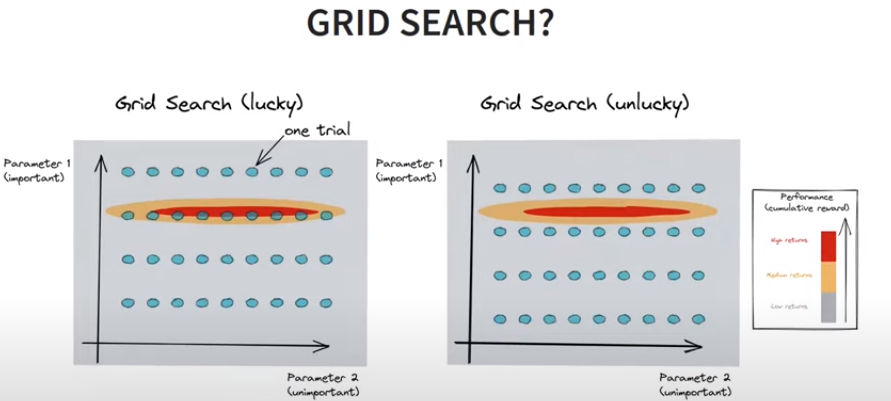 GRID SEARCH?
Grid Search (lucky)
one trial
Parameter 1
(important)
Parameter 2
(unimportant)
Grid Search (unlucky)
Parameter 1
(important)
Parameter 2
(unimportant)
Performance
(cumulative reward)
High returns
Medium returns
Low returns